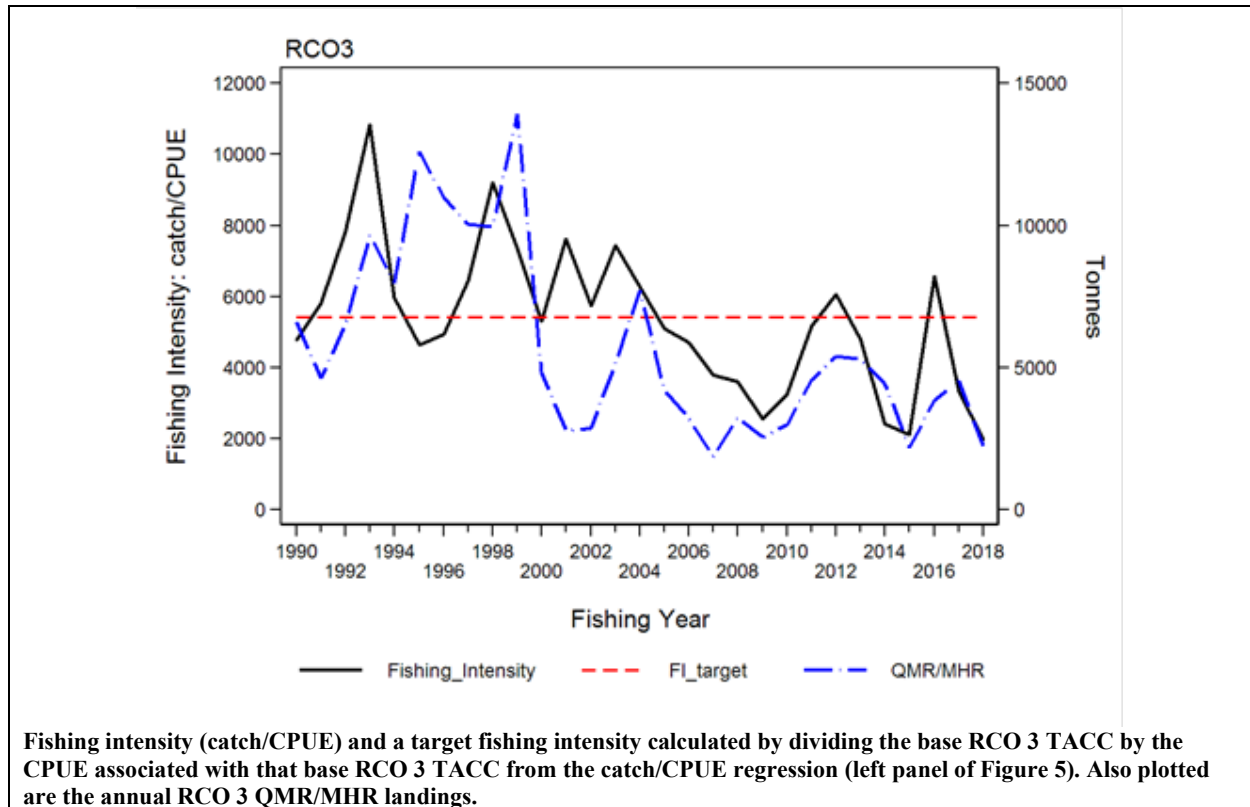 RCO3
12000
10000
8000
6000
4000
2000
0
Fishing Intensity: catch/CPUE
15000
10000
5000
0
Tonnes
1990 1994 1998 2002 2006 2010 2014 2018
1992 1996 2000 2004 2008 2012 2016
Fishing Year
Fishing_Intensity FI_target QMR/MHR
Fishing intensity (catch/CPUE) and a target fishing intensity calculated by dividing the base RCO 3 TACC by the
CPUE associated with that base RCO 3 TACC from the catch/CPUE regression (left panel of Figure 5). Also plotted
are the annual RCO 3 QMR/MHR landings.